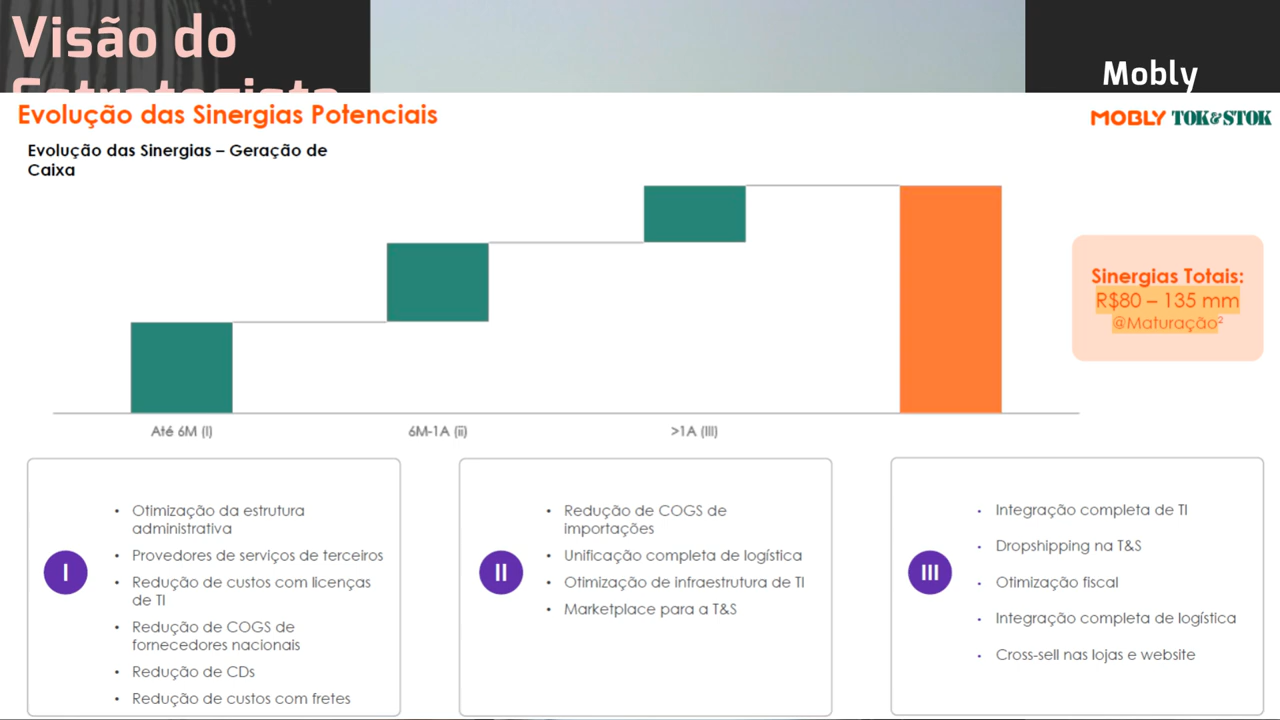 Visão do
Estrategista
Mobly
Evolução das Sinergias Potenciais
MOBLY TOK&STOK
Evolução das Sinergias – Geração de
Caixa
Sinergias Totais:
R$80 – 135 mm
@Maturação²
Até 6M (I)
6M-1A (ii)
>1A (III)
I
• Otimização da estrutura
administrativa
• Provedores de serviços de terceiros
• Redução de custos com licenças
de TI
• Redução de COGS de
fornecedores nacionais
• Redução de CDs
• Redução de custos com fretes
II
• Redução de COGS de
importações
• Unificação completa de logística
• Otimização de infraestrutura de TI
• Marketplace para a T&S
III
• Integração completa de TI
• Dropshipping na T&S
• Otimização fiscal
• Integração completa de logística
• Cross-sell nas lojas e website